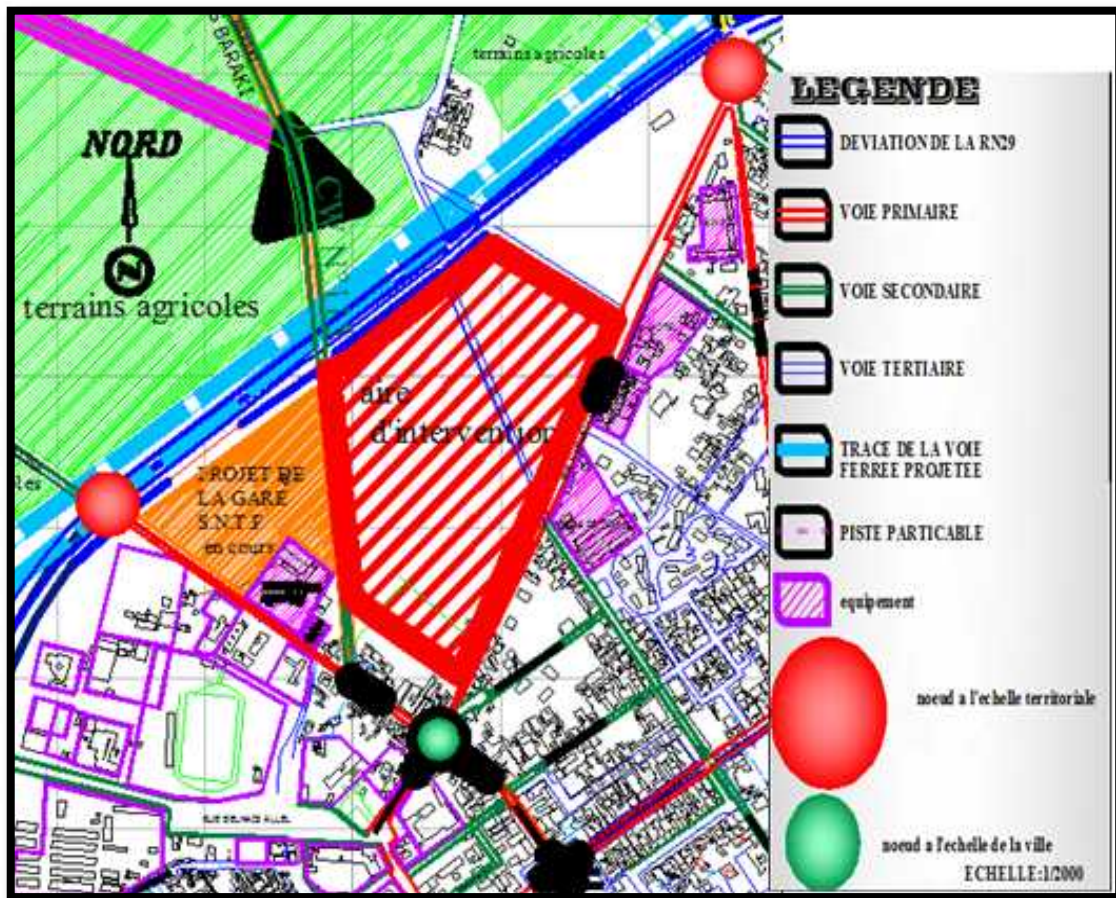 BARAKI
terrains agricoles
NORD
N
terrains agricoles
CW N
aire
d'intervention
PROJET DE
LA GARE
S.N.T.F
en cours
LEGENDE
DEVIATION DE LA RN29
VOIE PRIMAIRE
VOIE SECONDAIRE
VOIE TERTIAIRE
TRACE DE LA VOIE
FERREE PROJETEE
PISTE PARTICABLE
equipement
noeud a l'echelle territoriale
noeud a l'echelle de la ville
ECHELLE:1/2000